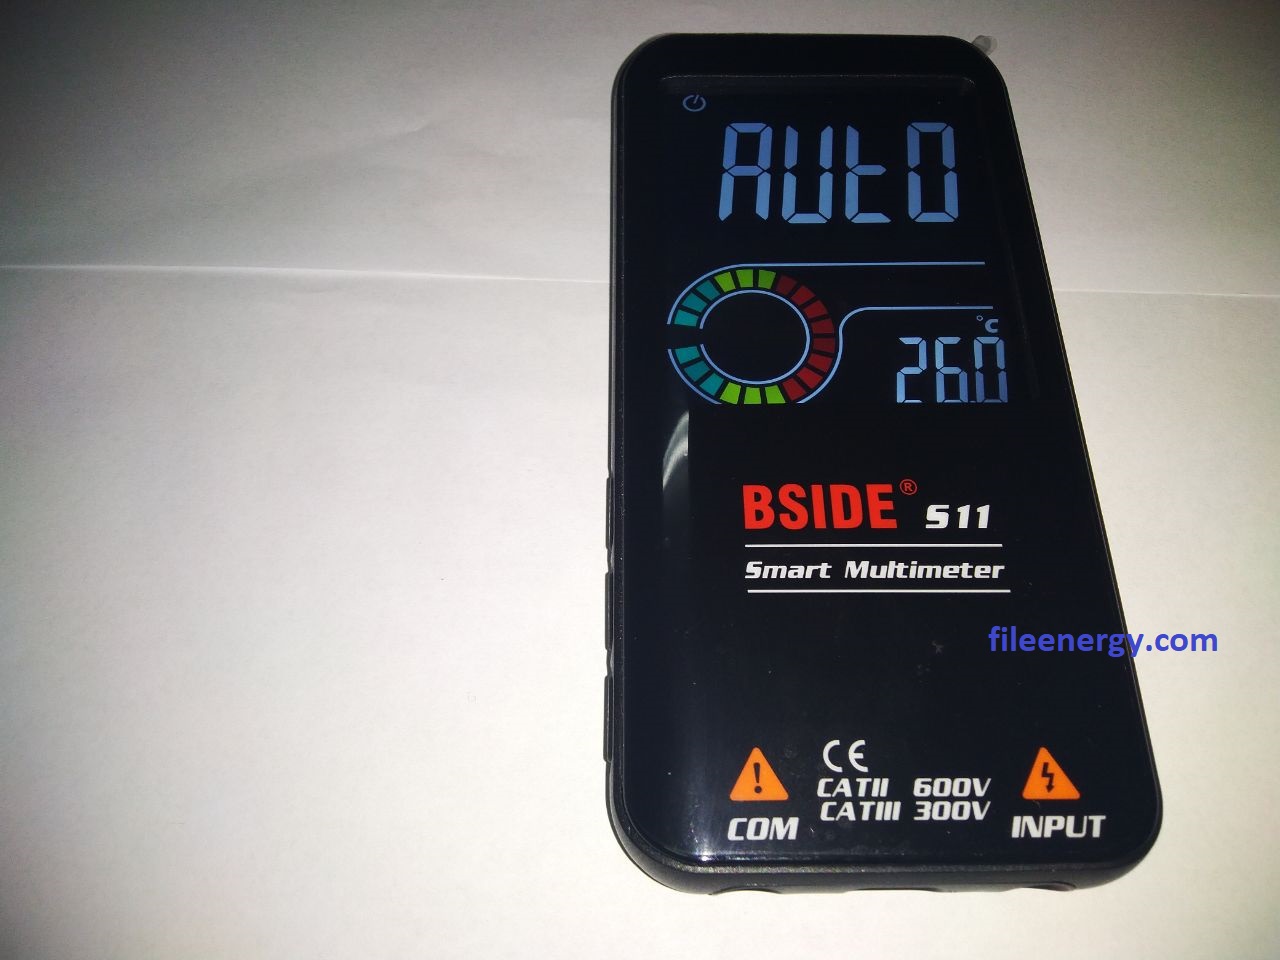 AUtO
°C
26.0
BSIDE® S11
Smart Multimeter
fileenergy.com
CE
CATII 600V
CATIII 300V
COM
INPUT